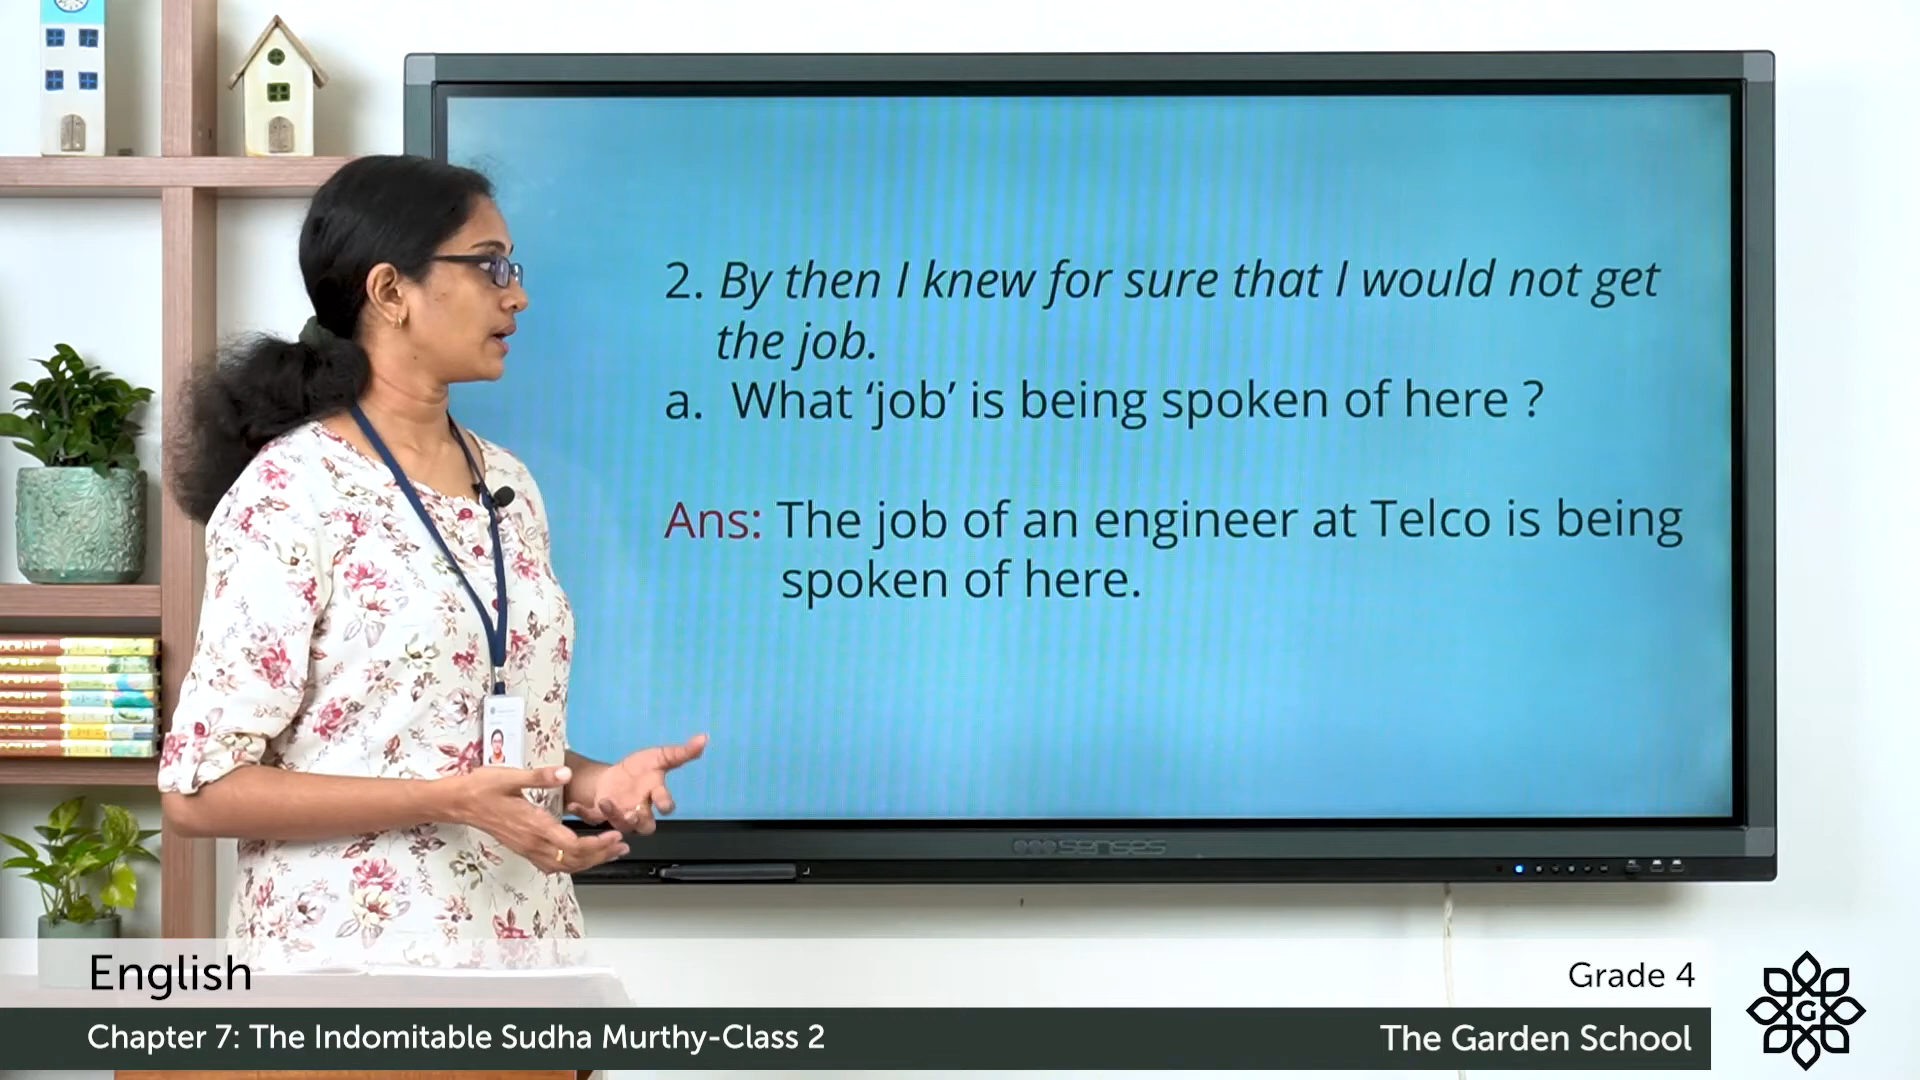 2. By then I knew for sure that I would not get
the job.
a. What ‘job’ is being spoken of here ?
Ans: The job of an engineer at Telco is being
spoken of here.
senses
English
Grade 4
Chapter 7: The Indomitable Sudha Murthy-Class 2
The Garden School
G